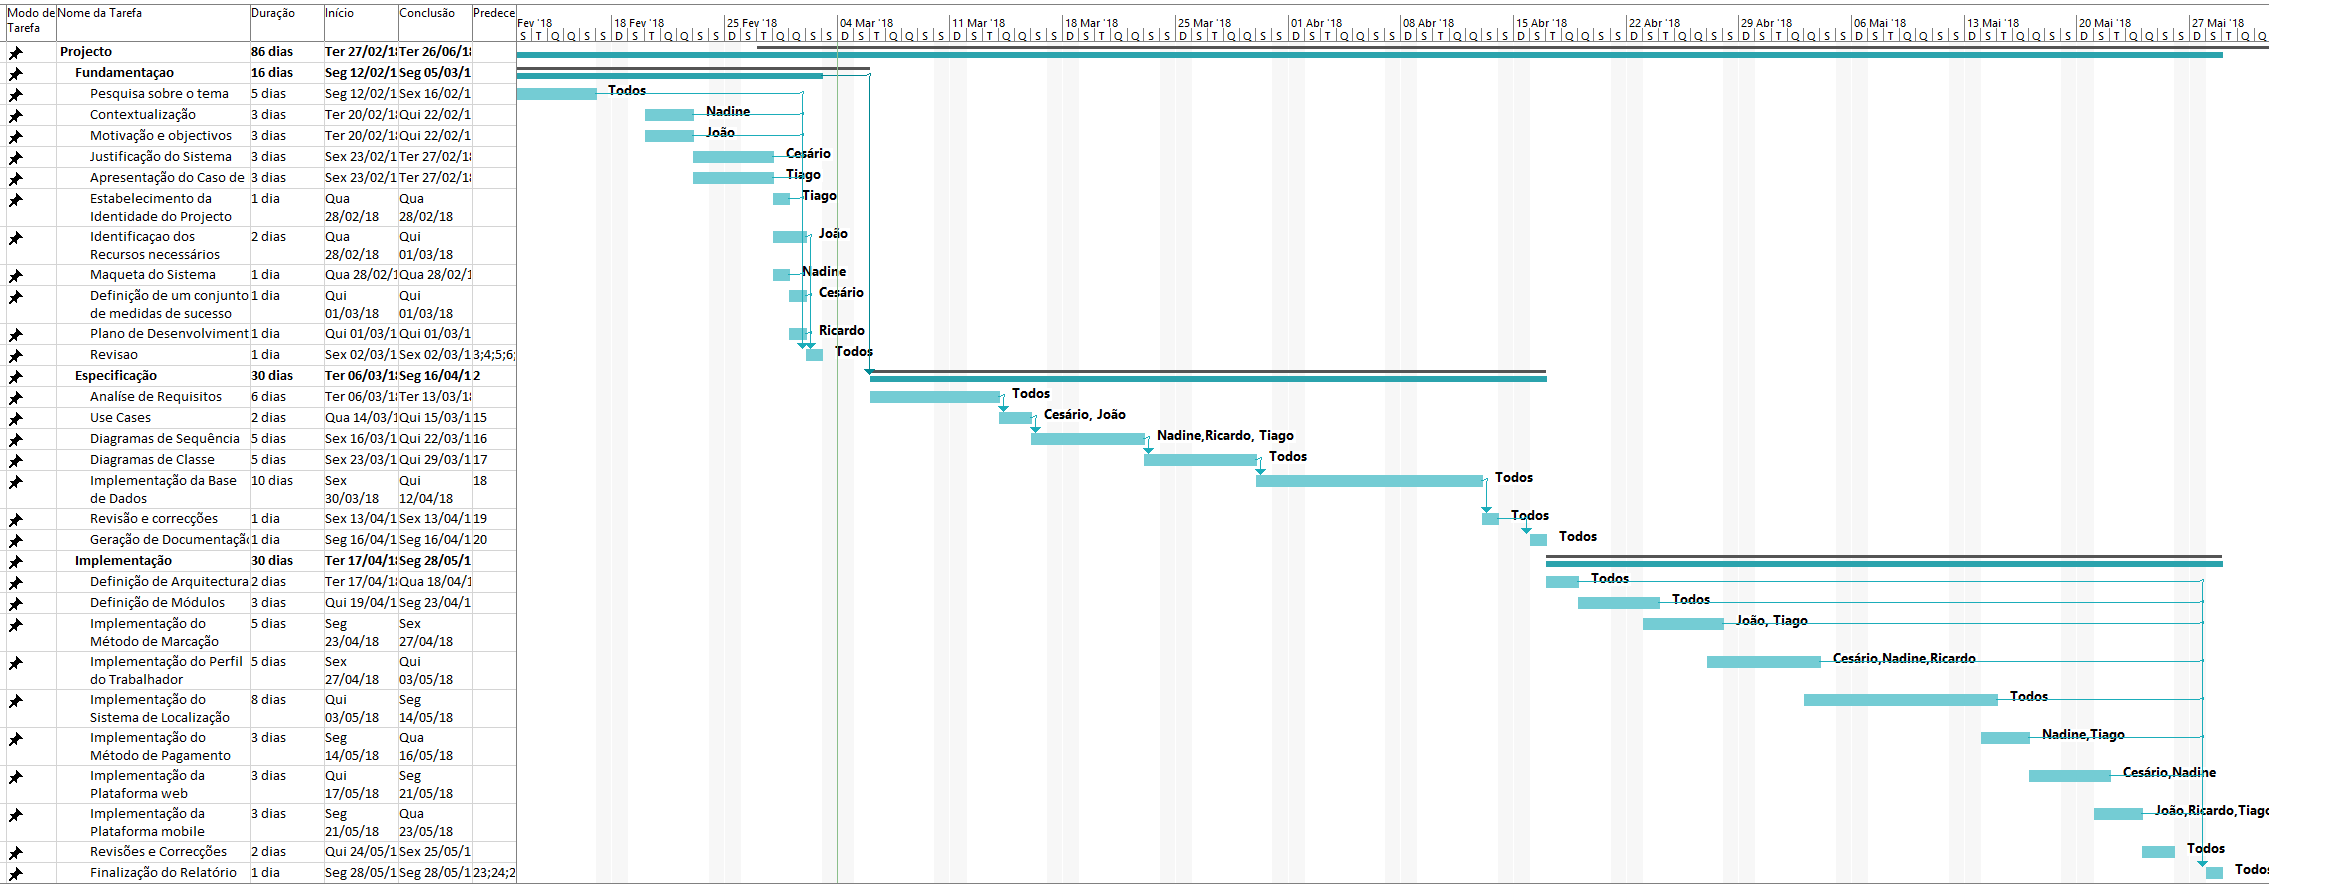 Modo de Tarefa Nome da Tarefa Duração Início Conclusão Predece
Fev '18 18 Fev '18 25 Fev '18 04 Mar '18 11 Mar '18 18 Mar '18 25 Mar '18 01 Abr '18 08 Abr '18 15 Abr '18 22 Abr '18 29 Abr '18 06 Mai '18 13 Mai '18 20 Mai '18 27 Mai '18
S T Q Q S S D S T Q Q S S D S T Q Q S S D S T Q Q S S D S T Q Q S S D S T Q Q S S D S T Q Q S S D S T Q Q S S D S T Q Q S S D S T Q Q S S D S T Q Q S S D S T Q Q S S D S T Q Q S S D S T Q Q S S D S T Q Q S S D S T Q Q
Projecto 86 dias Ter 27/02/18 Ter 26/06/18
Fundamentaçao 16 dias Seg 12/02/1 Seg 05/03/1
Pesquisa sobre o tema 5 dias Seg 12/02/1 Sex 16/02/1 Todos
Contextualização 3 dias Ter 20/02/18 Qui 22/02/1 Nadine
Motivação e objectivos 3 dias Ter 20/02/18 Qui 22/02/1 João
Justificação do Sistema 3 dias Sex 23/02/1 Ter 27/02/18 Cesário
Apresentação do Caso de 3 dias Sex 23/02/1 Ter 27/02/18 Tiago
Estabelecimento da 1 dia Qua Qua Tiago
Identidade do Projecto 28/02/18 28/02/18
Identificaçao dos 2 dias Qua Qui João
Recursos necessários 28/02/18 01/03/18
Maqueta do Sistema 1 dia Qua 28/02/1 Qua 28/02/1 Nadine
Definição de um conjunto 1 dia Qui Qui Cesário
de medidas de sucesso 01/03/18 01/03/18
Plano de Desenvolviment 1 dia Qui 01/03/1 Qui 01/03/1 Ricardo
Revisao 1 dia Sex 02/03/1 Sex 02/03/1 3;4;5;6; Todos
Especificação 30 dias Ter 06/03/18 Seg 16/04/1 2
Analíse de Requisitos 6 dias Ter 06/03/18 Ter 13/03/18 Todos
Use Cases 2 dias Qua 14/03/1 Qui 15/03/1 15 Cesário, João
Diagramas de Sequência 5 dias Sex 16/03/1 Qui 22/03/1 16 Nadine,Ricardo, Tiago
Diagramas de Classe 5 dias Sex 23/03/1 Qui 29/03/1 17 Todos
Implementação da Base 10 dias Sex Qui 18 Todos
de Dados 30/03/18 12/04/18
Revisão e correcções 1 dia Sex 13/04/1 Sex 13/04/1 19 Todos
Geração de Documentação 1 dia Seg 16/04/1 Seg 16/04/1 20 Todos
Implementação 30 dias Ter 17/04/18 Seg 28/05/1
Definição de Arquitectura 2 dias Ter 17/04/18 Qua 18/04/1 Todos
Definição de Módulos 3 dias Qui 19/04/1 Seg 23/04/1 Todos
Implementação do 5 dias Seg Sex João, Tiago
Método de Marcação 23/04/18 27/04/18
Implementação do Perfil 5 dias Sex Qui Cesário,Nadine,Ricardo
do Trabalhador 27/04/18 03/05/18
Implementação do 8 dias Qui Seg Todos
Sistema de Localização 03/05/18 14/05/18
Implementação do 3 dias Seg Qua Nadine,Tiago
Método de Pagamento 14/05/18 16/05/18
Implementação da 3 dias Qui Seg Cesário,Nadine
Plataforma web 17/05/18 21/05/18
Implementação da 3 dias Seg Qua João,Ricardo,Tiago
Plataforma mobile 21/05/18 23/05/18
Revisões e Correcções 2 dias Qui 24/05/1 Sex 25/05/1 Todos
Finalização do Relatório 1 dia Seg 28/05/1 Seg 28/05/1 23;24;2 Todos